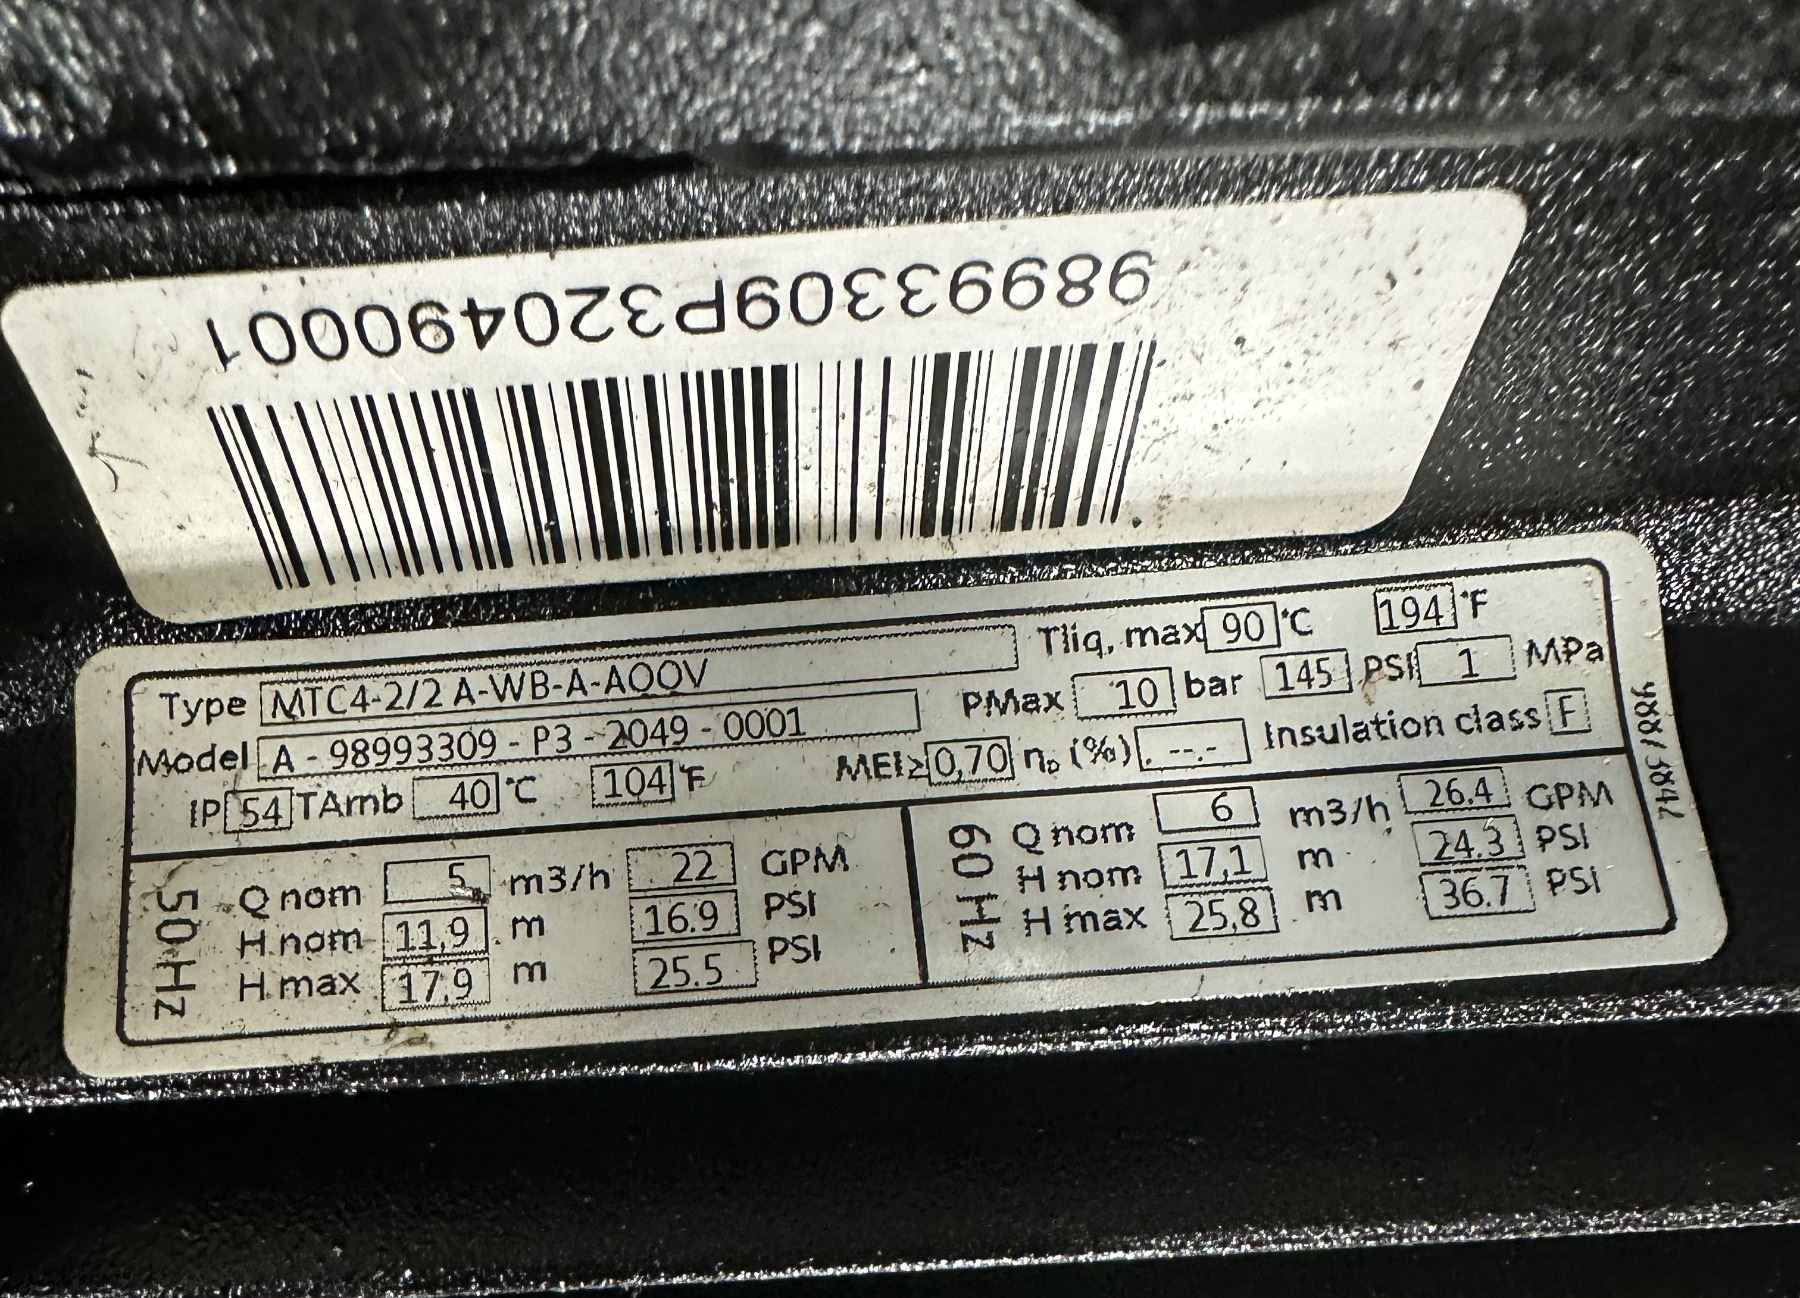 98993309P320490001
Type MTC4-2/2 A-WB-A-AOOV Tliq. max 90 °C 194 °F
Model A - 98993309 - P3 - 2049 - 0001 PMax 10 bar 145 PSI 1 MPa
IP 54 TAmb 40 °C 104 °F MEI≥ 0,70 np (%) --.- Insulation class F
50 Hz
Q nom 5 m3/h 22 GPM
H nom 11,9 m 16.9 PSI
H max 17,9 m 25.5 PSI
60 Hz
Q nom 6 m3/h 26.4 GPM
H nom 17,1 m 24.3 PSI
H max 25,8 m 36.7 PSI